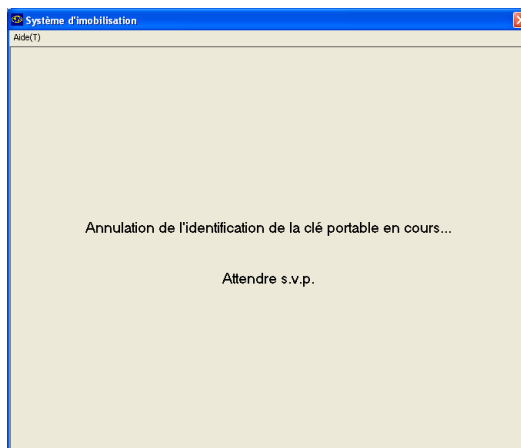 Système d'imobilisation
Aide(T)
Annulation de l'identification de la clé portable en cours...
Attendre s.v.p.